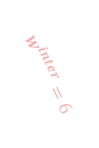 winter = 6